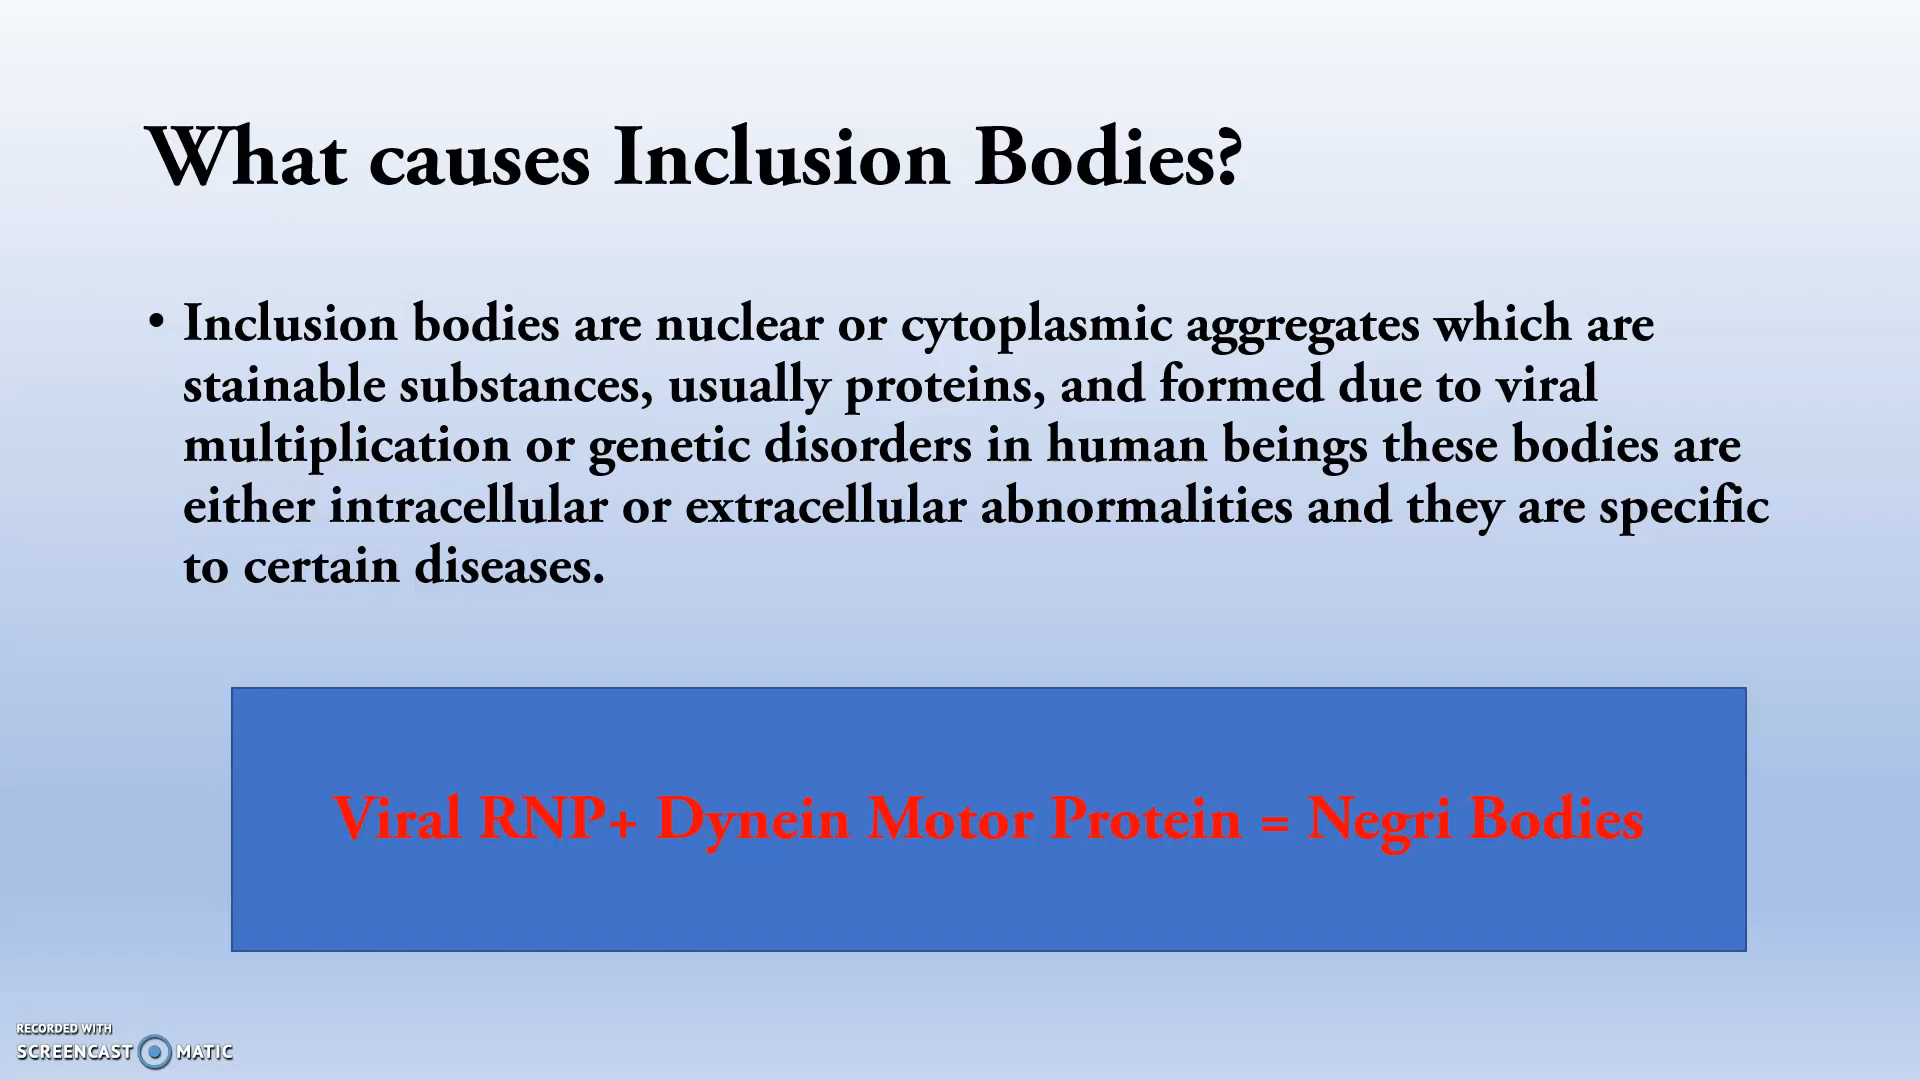 What causes Inclusion Bodies?
• Inclusion bodies are nuclear or cytoplasmic aggregates which are
stainable substances, usually proteins, and formed due to viral
multiplication or genetic disorders in human beings these bodies are
either intracellular or extracellular abnormalities and they are specific
to certain diseases.
Viral RNP+ Dynein Motor Protein = Negri Bodies
RECORDED WITH
SCREENCAST MATIC